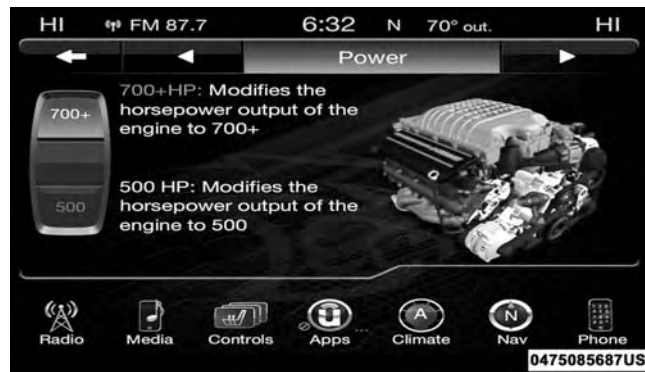 HI FM 87.7 6:32 N 70° out. HI
Power
700+HP: Modifies the
horsepower output of the
engine to 700+
700+
500 HP: Modifies the
horsepower output of the
engine to 500
500
A N
Radio Media Controls Apps Climate Nav Phone
0475085687US